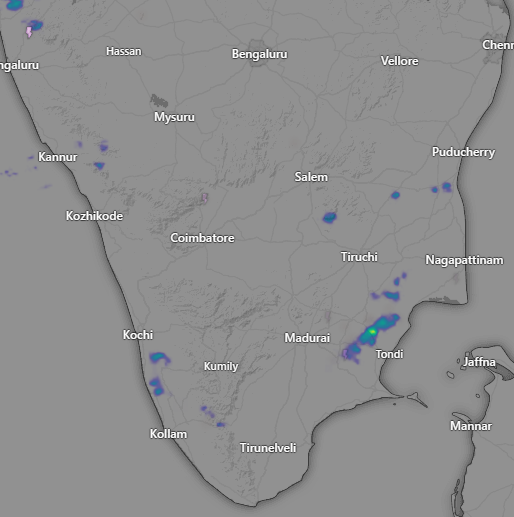 Hassan
Bengaluru
Chenn
ngaluru
Vellore
Mysuru
Kannur
Puducherry
Salem
Kozhikode
Coimbatore
Tiruchi
Nagapattinam
Kochi
Madurai
Tondi
Kumily
Jaffna
Kollam
Mannar
Tirunelveli